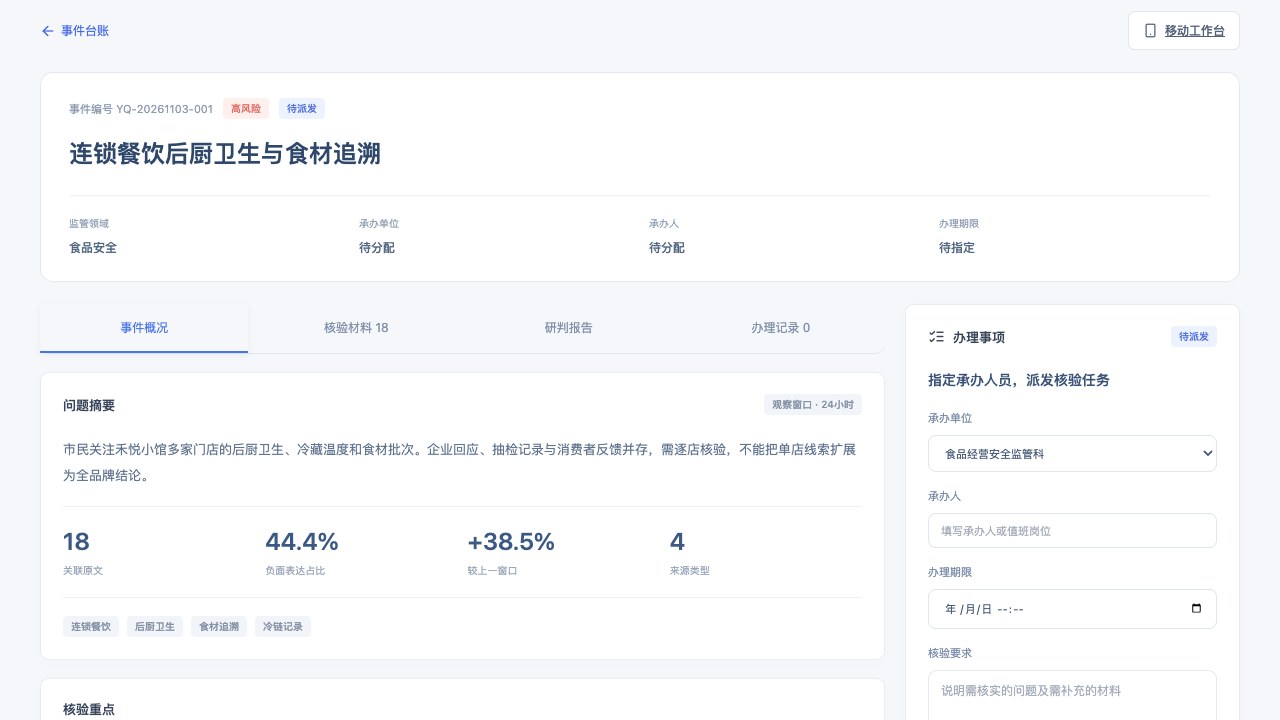 事件台账
移动工作台
事件编号 YQ-20261103-001 高风险 待派发
连锁餐饮后厨卫生与食材追溯
监管领域 承办单位 承办人 办理期限
食品安全 待分配 待分配 待指定
事件概况 核验材料 18 研判报告 办理记录 0
问题摘要 观察窗口 · 24小时
市民关注禾悦小馆多家门店的后厨卫生、冷藏温度和食材批次。企业回应、抽检记录与消费者反馈并存，需逐店核验，不能把单店线索扩展
为全品牌结论。
18 44.4% +38.5% 4
关联原文 负面表达占比 较上一窗口 来源类型
连锁餐饮 后厨卫生 食材追溯 冷链记录
核验重点
办理事项 待派发
指定承办人员，派发核验任务
承办单位
食品经营安全监管科
承办人
填写承办人或值班岗位
办理期限
年 /月/日 --:--
核验要求
说明需核实的问题及需补充的材料